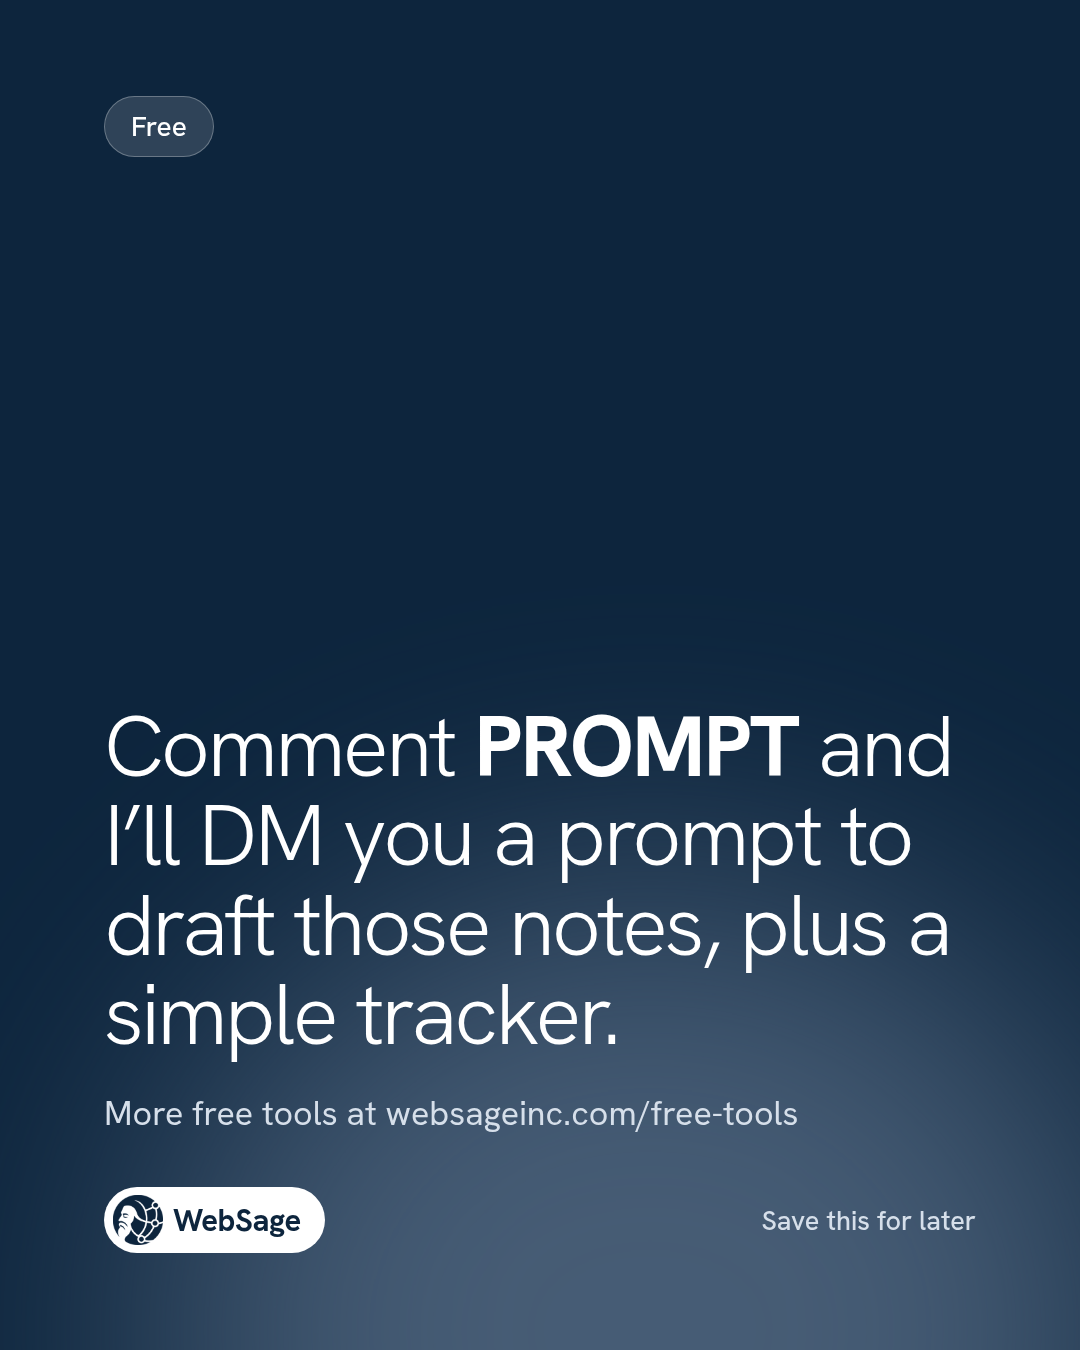 Free
Comment PROMPT and
I’ll DM you a prompt to
draft those notes, plus a
simple tracker.
More free tools at websageinc.com/free-tools
WebSage
Save this for later